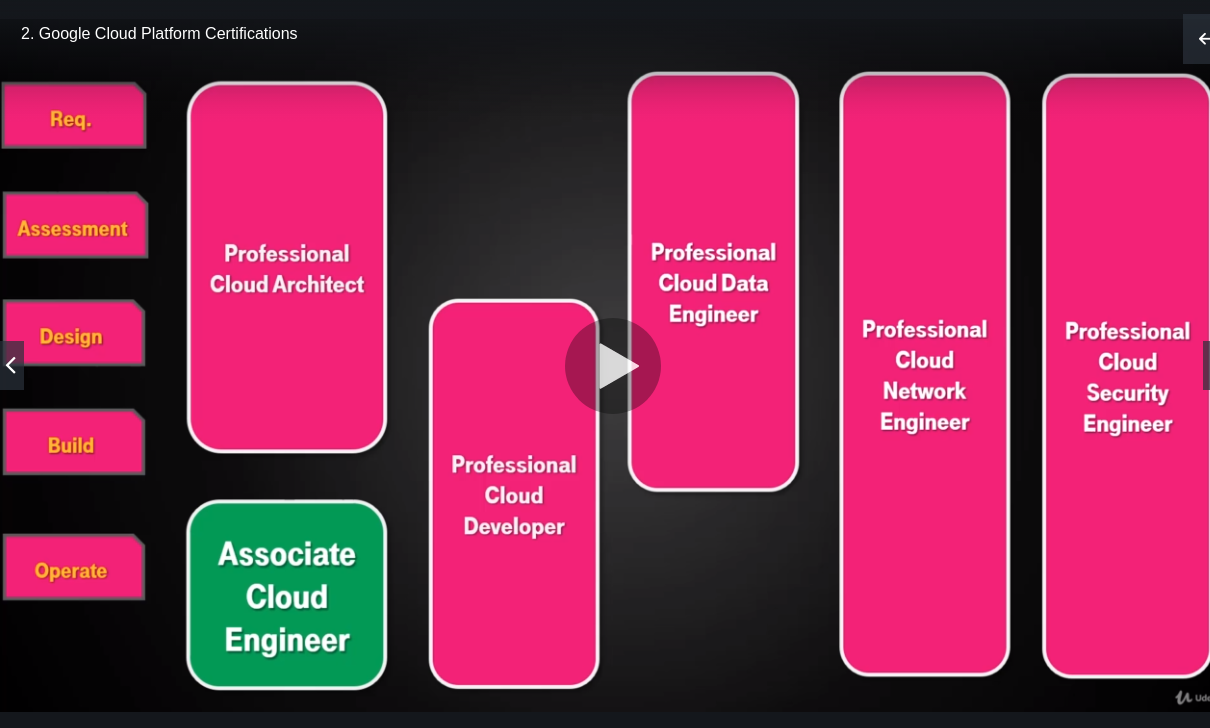 2. Google Cloud Platform Certifications
Req.
Assessment
Design
Build
Operate
Professional
Cloud Architect
Associate
Cloud
Engineer
Professional
Cloud
Developer
Professional
Cloud Data
Engineer
Professional
Cloud
Network
Engineer
Professional
Cloud
Security
Engineer
Ude